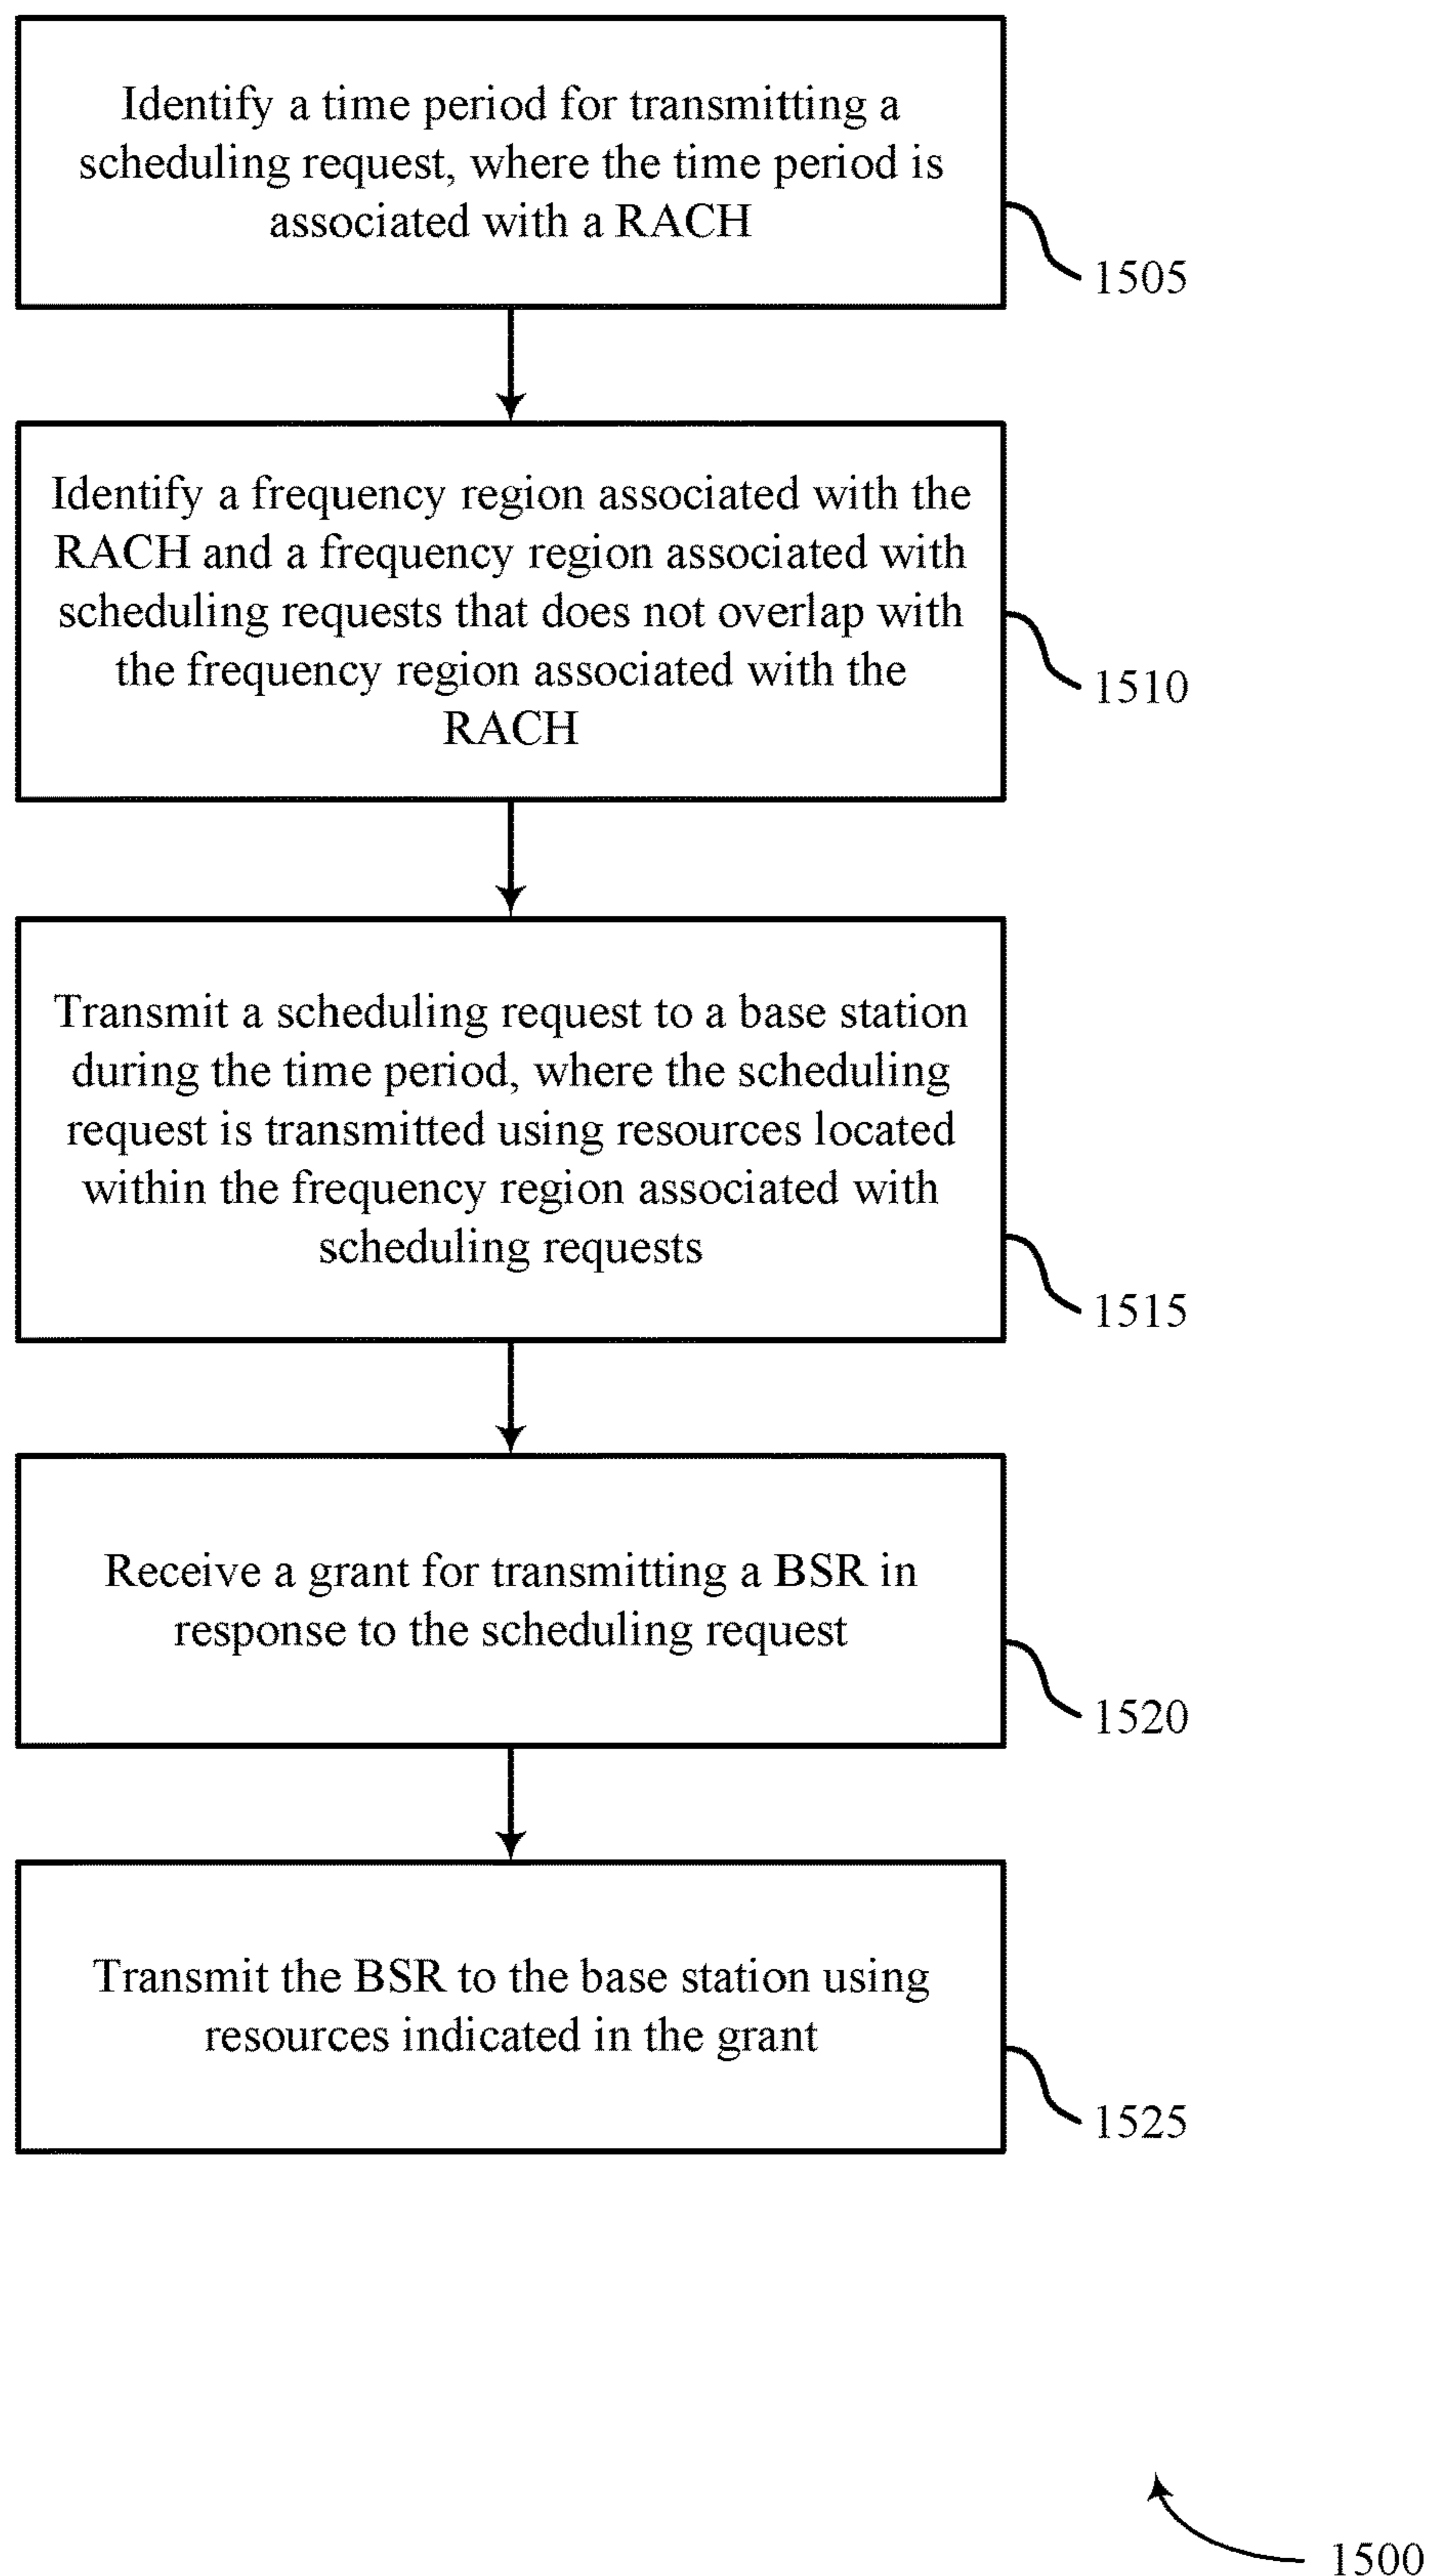 Identify a time period for transmitting a
scheduling request, where the time period is
associated with a RACH
1505
Identify a frequency region associated with the
RACH and a frequency region associated with
scheduling requests that does not overlap with
the frequency region associated with the
RACH
1510
Transmit a scheduling request to a base station
during the time period, where the scheduling
request is transmitted using resources located
within the frequency region associated with
scheduling requests
1515
Receive a grant for transmitting a BSR in
response to the scheduling request
1520
Transmit the BSR to the base station using
resources indicated in the grant
1525
1500